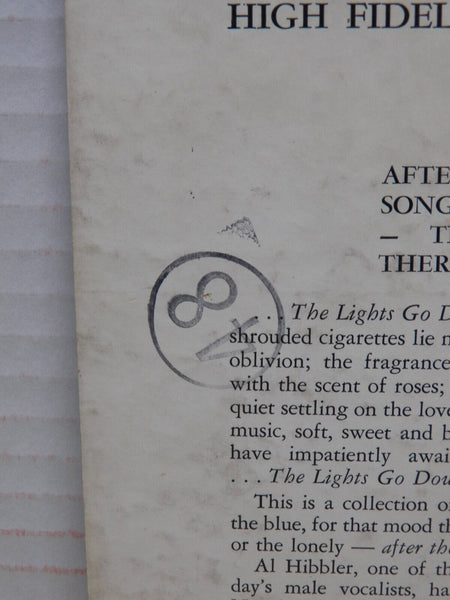 HIGH FIDEL
AFTE
SONG
— T
THER
. . . The Lights Go D
shrouded cigarettes lie n
oblivion; the fragrance
with the scent of roses;
quiet settling on the love
music, soft, sweet and b
have impatiently awai
. . . The Lights Go Dow
This is a collection o
the blue, for that mood th
or the lonely — after the
Al Hibbler, one of th
day's male vocalists, ha